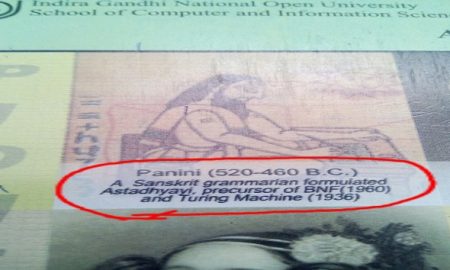 Indira Gandhi National Open University
School of Computer and Information Scien
A
Panini (520-460 B.C.)
A Sanskrit grammarian formulated
Astadhyayi, precursor of BNF(1960)
and Turing Machine (1936)